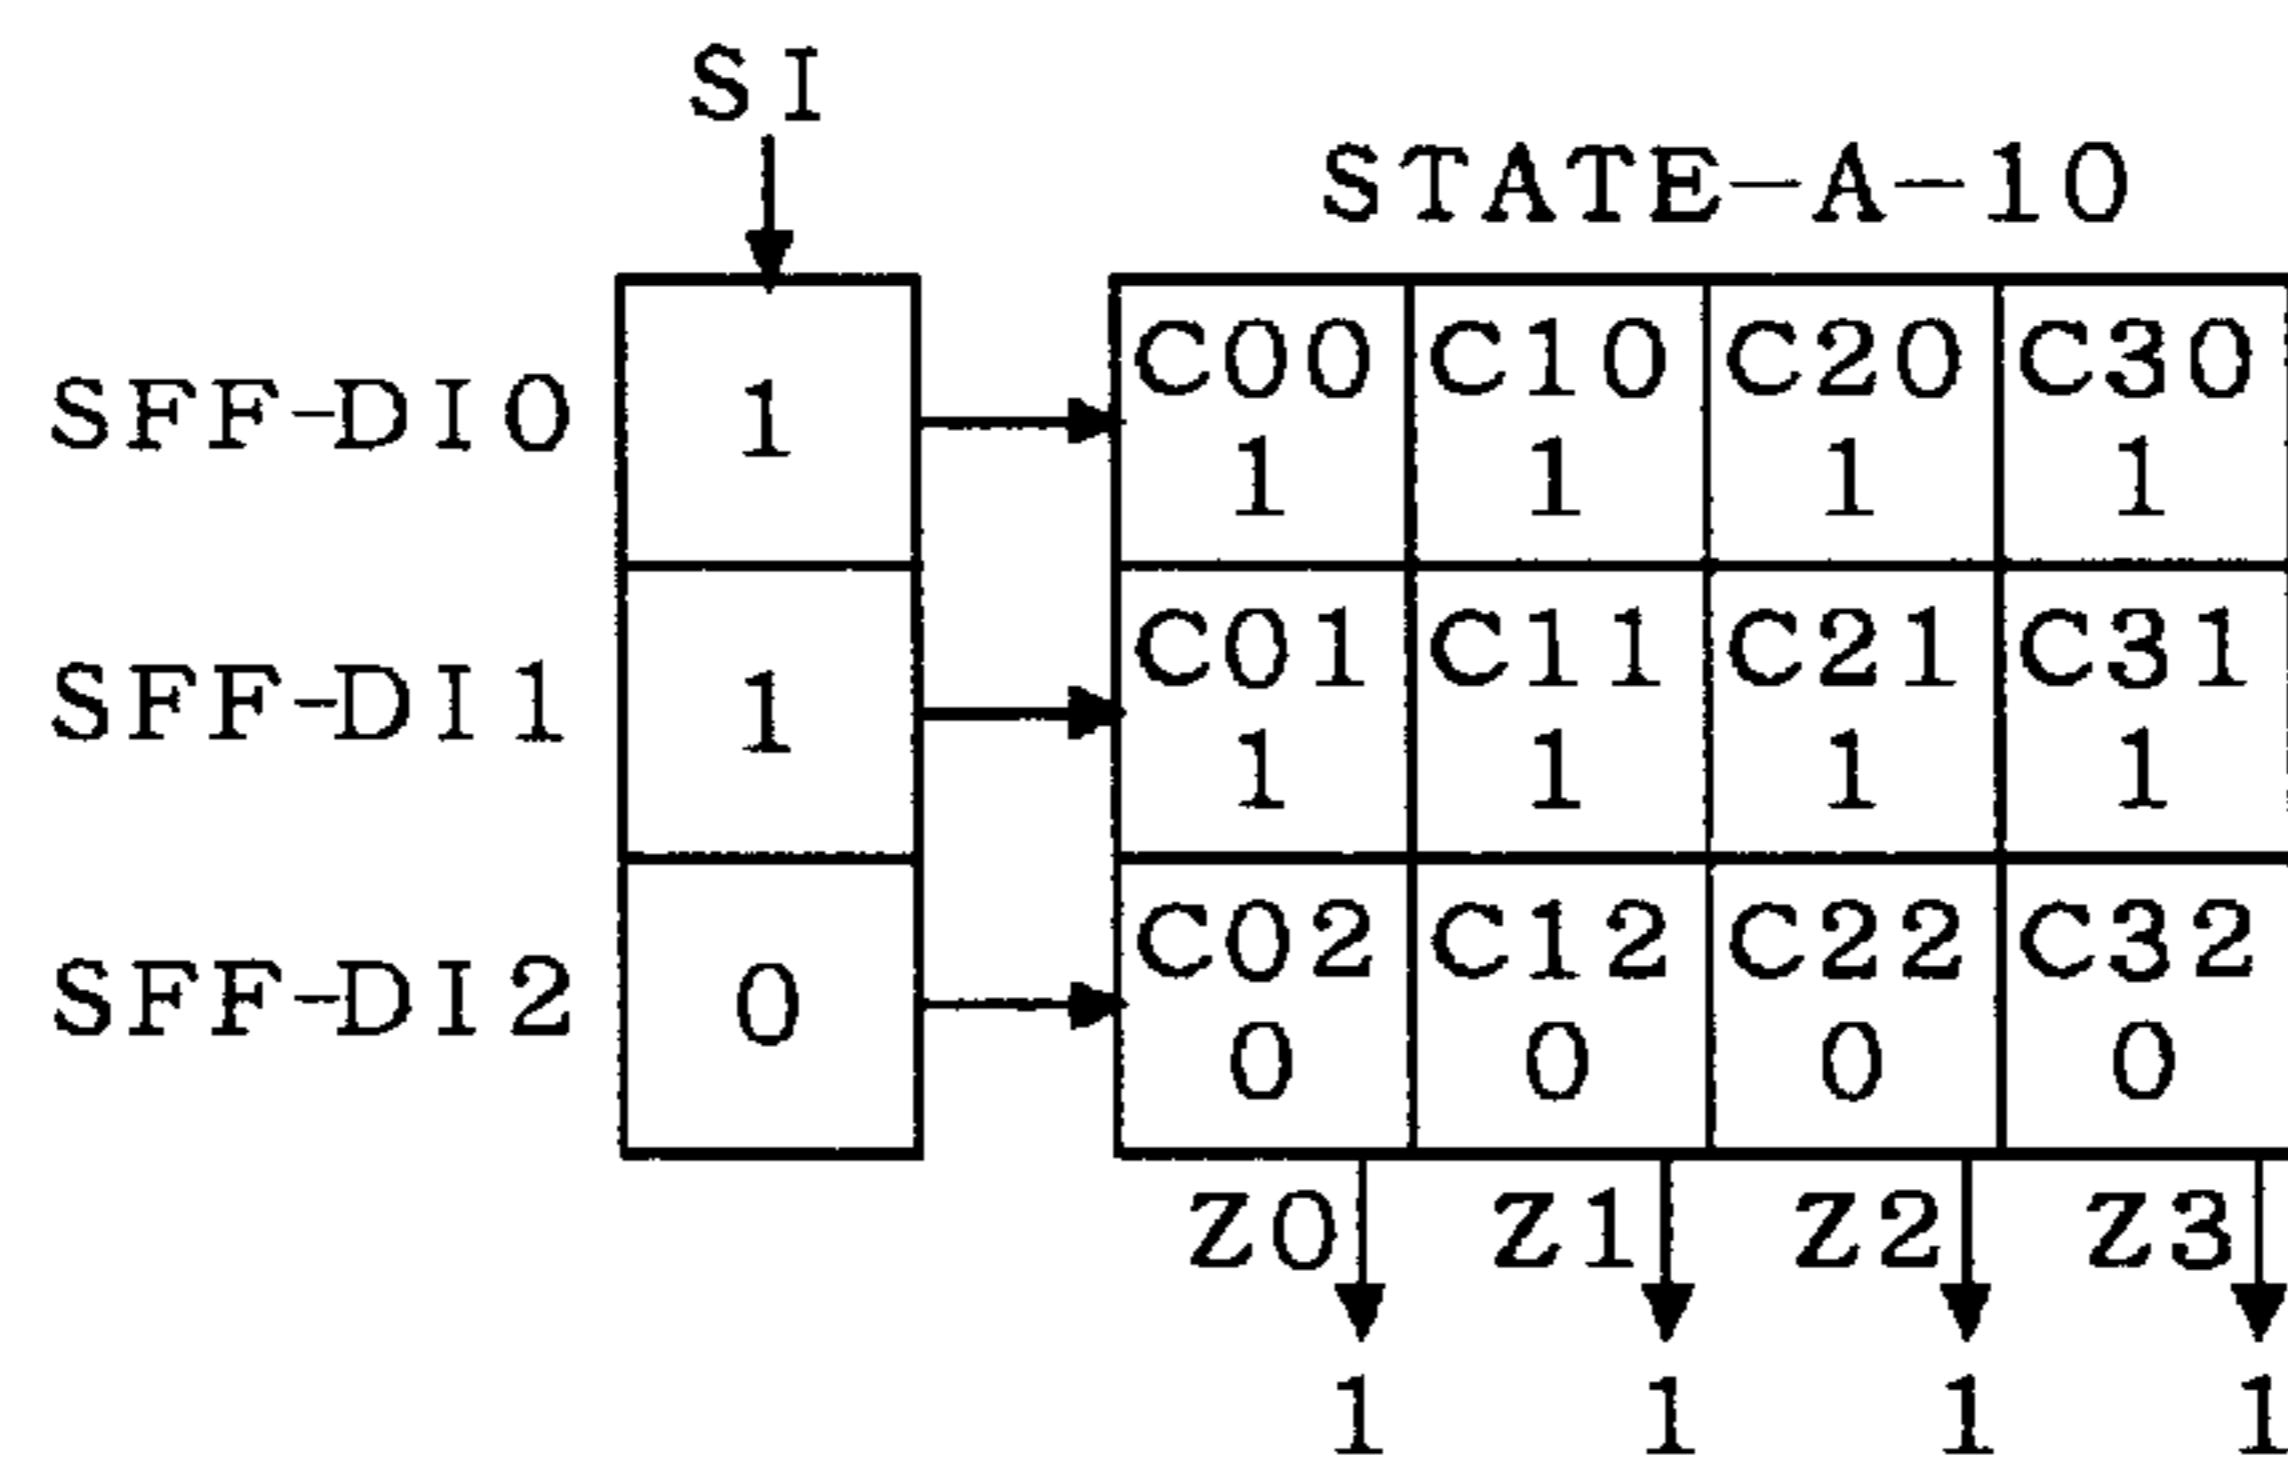 SI
STATE-A-10
SFF-DI0 1 C00 C10 C20 C30
1 1 1 1
SFF-DI1 1 C01 C11 C21 C31
1 1 1 1
SFF-DI2 0 C02 C12 C22 C32
0 0 0 0
Z0 Z1 Z2 Z3
1 1 1 1